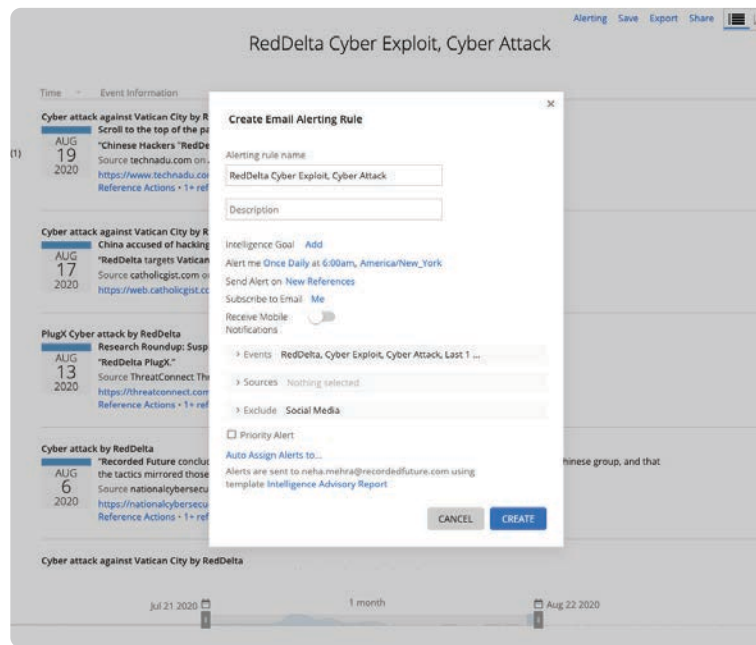 Alerting Save Export Share
RedDelta Cyber Exploit, Cyber Attack
Time Event Information
Cyber attack against Vatican City by R
Scroll to the top of the pa
(1)
AUG
19
2020
"Chinese Hackers "RedDe
Source technadu.com on
https://www.technadu.co
Reference Actions • 1+ ref
Cyber attack against Vatican City by R
China accused of hacking
AUG
17
2020
"RedDelta targets Vatican
Source catholicgist.com o
https://web.catholicgist.cc
PlugX Cyber attack by RedDelta
Research Roundup: Susp
AUG
13
2020
"RedDelta PlugX."
Source ThreatConnect Thr
https://threatconnect.com
Reference Actions • 1+ ref
Cyber attack by RedDelta
"Recorded Future conclud
hinese group, and that
AUG
6
2020
the tactics mirrored those
Source nationalcybersecu
https://nationalcybersecu
Reference Actions • 1+ ref
Cyber attack against Vatican City by RedDelta
Jul 21 2020
1 month
Aug 22 2020
Create Email Alerting Rule
Alerting rule name
RedDelta Cyber Exploit, Cyber Attack
Description
Intelligence Goal Add
Alert me Once Daily at 6:00am, America/New_York
Send Alert on New References
Subscribe to Email Me
Receive Mobile
Notifications
> Events RedDelta, Cyber Exploit, Cyber Attack, Last 1 ...
> Sources Nothing selected
> Exclude Social Media
Priority Alert
Auto Assign Alerts to...
Alerts are sent to neha.mehra@recordedfuture.com using
template Intelligence Advisory Report
CANCEL CREATE